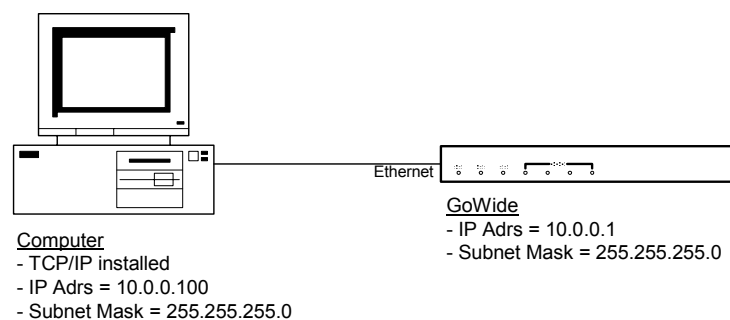 Ethernet
GoWide
- IP Adrs = 10.0.0.1
- Subnet Mask = 255.255.255.0
Computer
- TCP/IP installed
- IP Adrs = 10.0.0.100
- Subnet Mask = 255.255.255.0